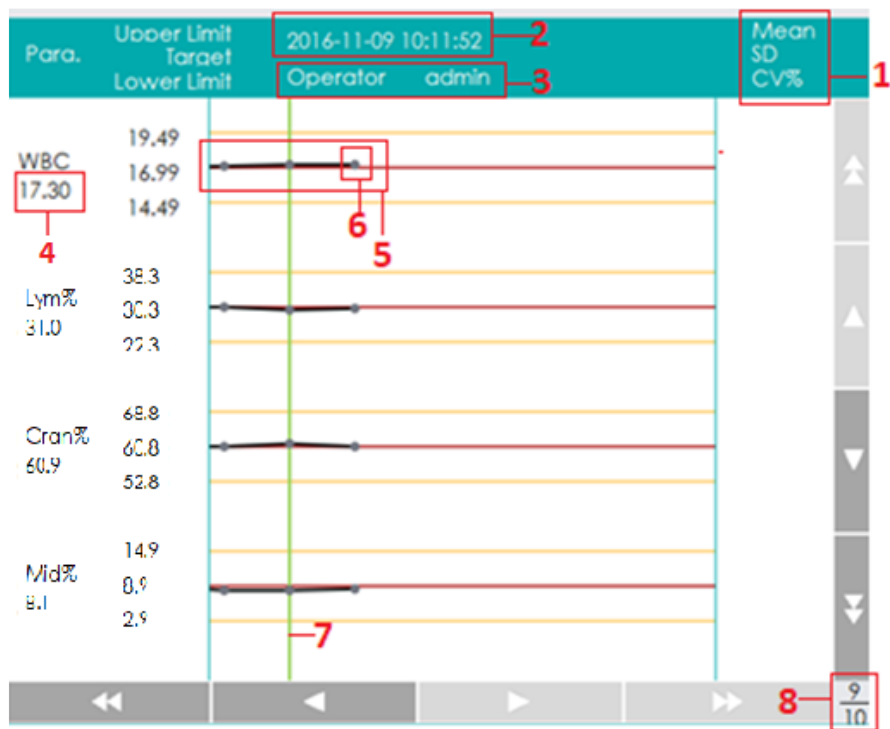 Para.
Upper Limit
Target
Lower Limit
2016-11-09 10:11:52
2
Operator admin
3
Mean
SD
CV%
1
WBC
17.30
4
19.49
16.99
14.49
6
5
Lym%
31.0
38.3
30.3
22.3
Cran%
60.9
68.8
60.8
52.8
Mid%
8.1
14.9
8.9
2.9
7
8
9
10